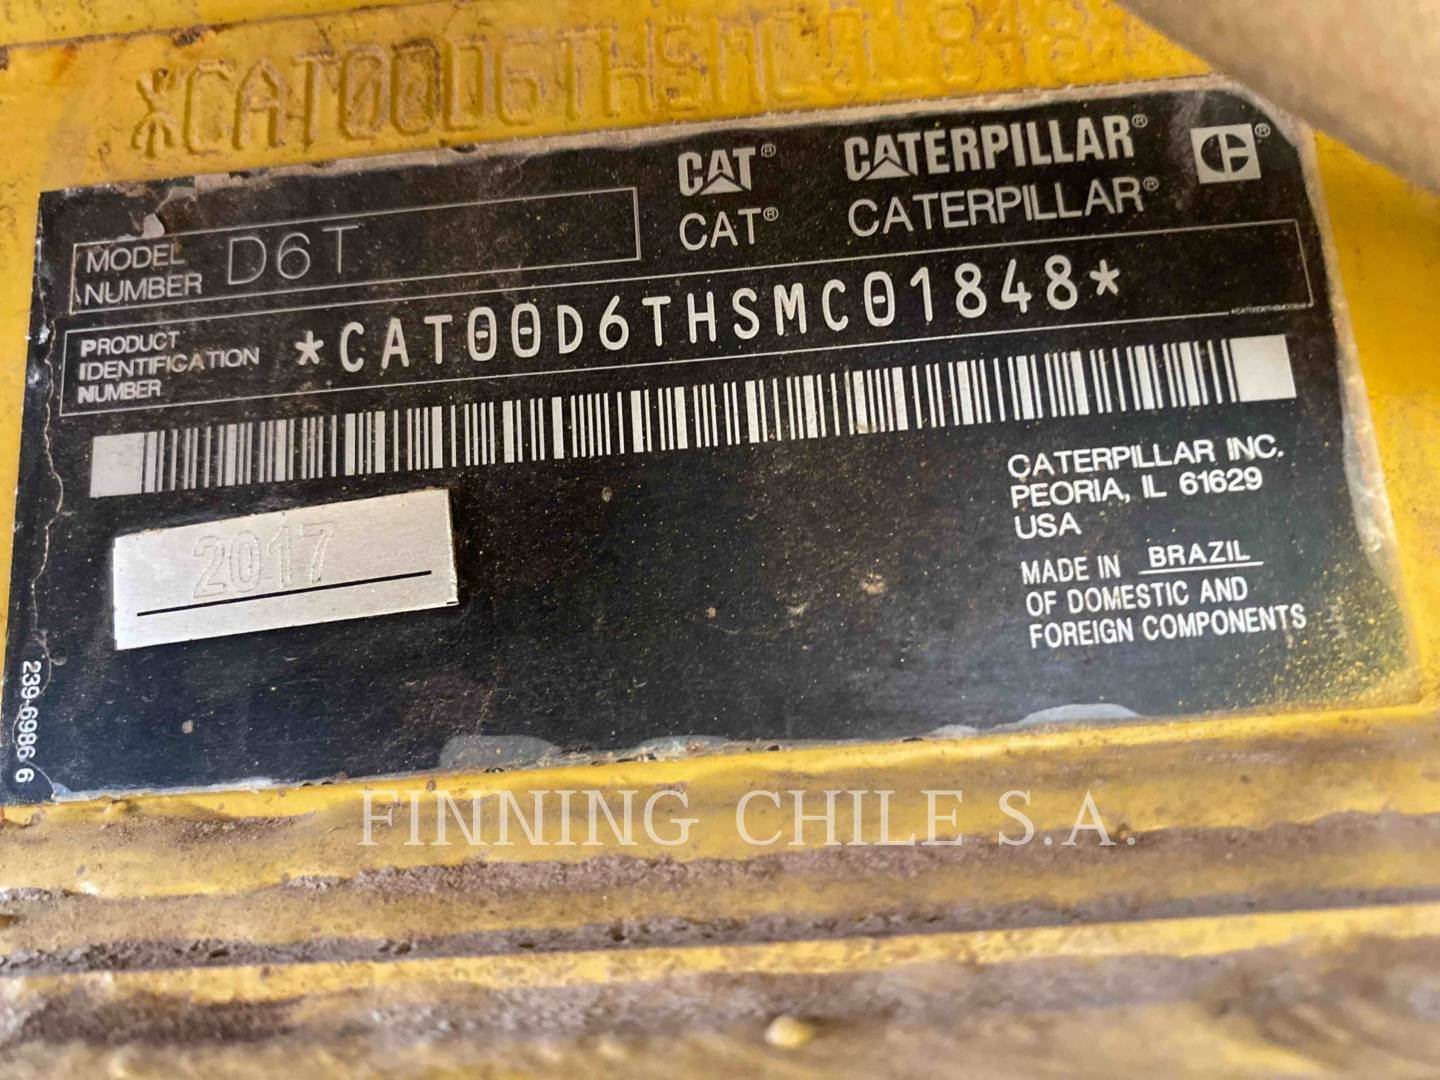 *CAT00D6THSMC01848*
CAT® CATERPILLAR® C®
CAT® CATERPILLAR®
MODEL
NUMBER D6T
PRODUCT
IDENTIFICATION
NUMBER
*CAT00D6THSMC01848*
2017
CATERPILLAR INC.
PEORIA, IL 61629
USA
MADE IN BRAZIL
OF DOMESTIC AND
FOREIGN COMPONENTS
239-6986 6
FINNING CHILE S.A.